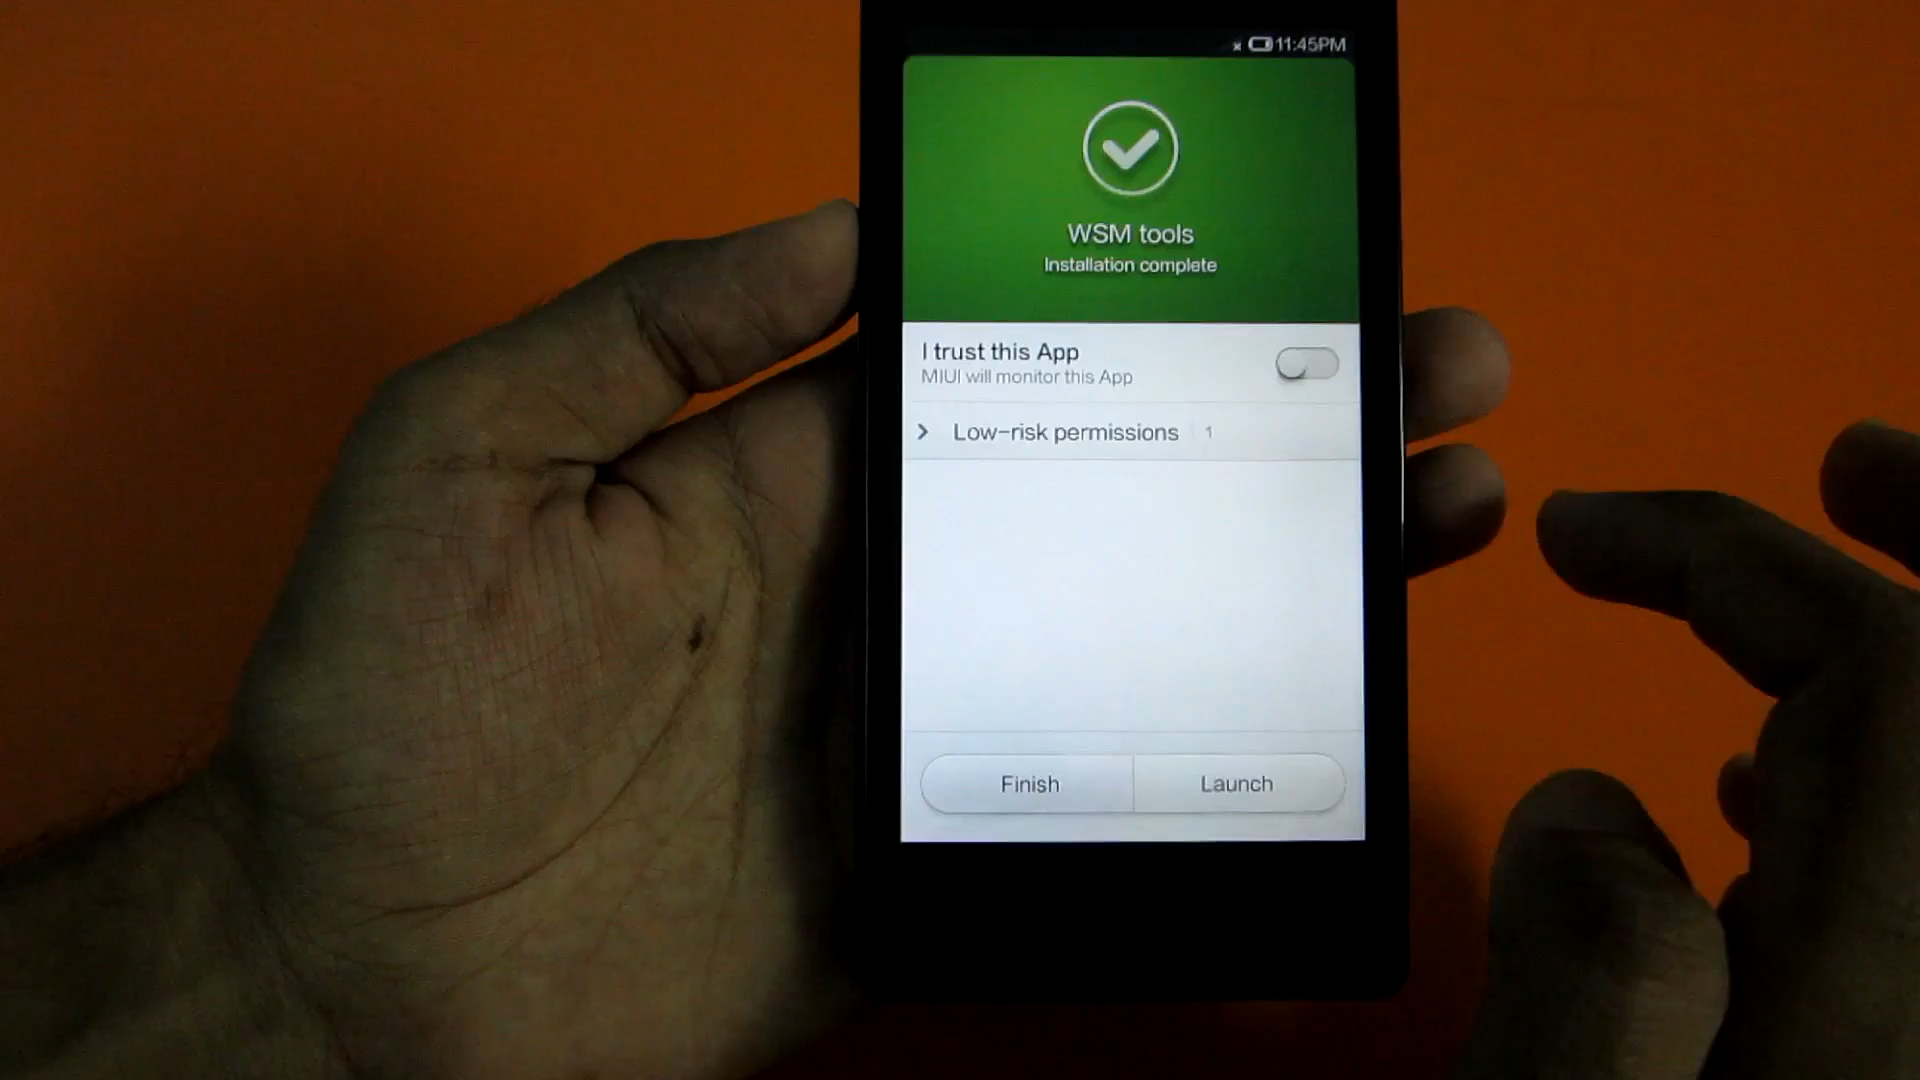 11:45PM
WSM tools
Installation complete
I trust this App
MIUI will monitor this App
Low-risk permissions 1
Finish Launch